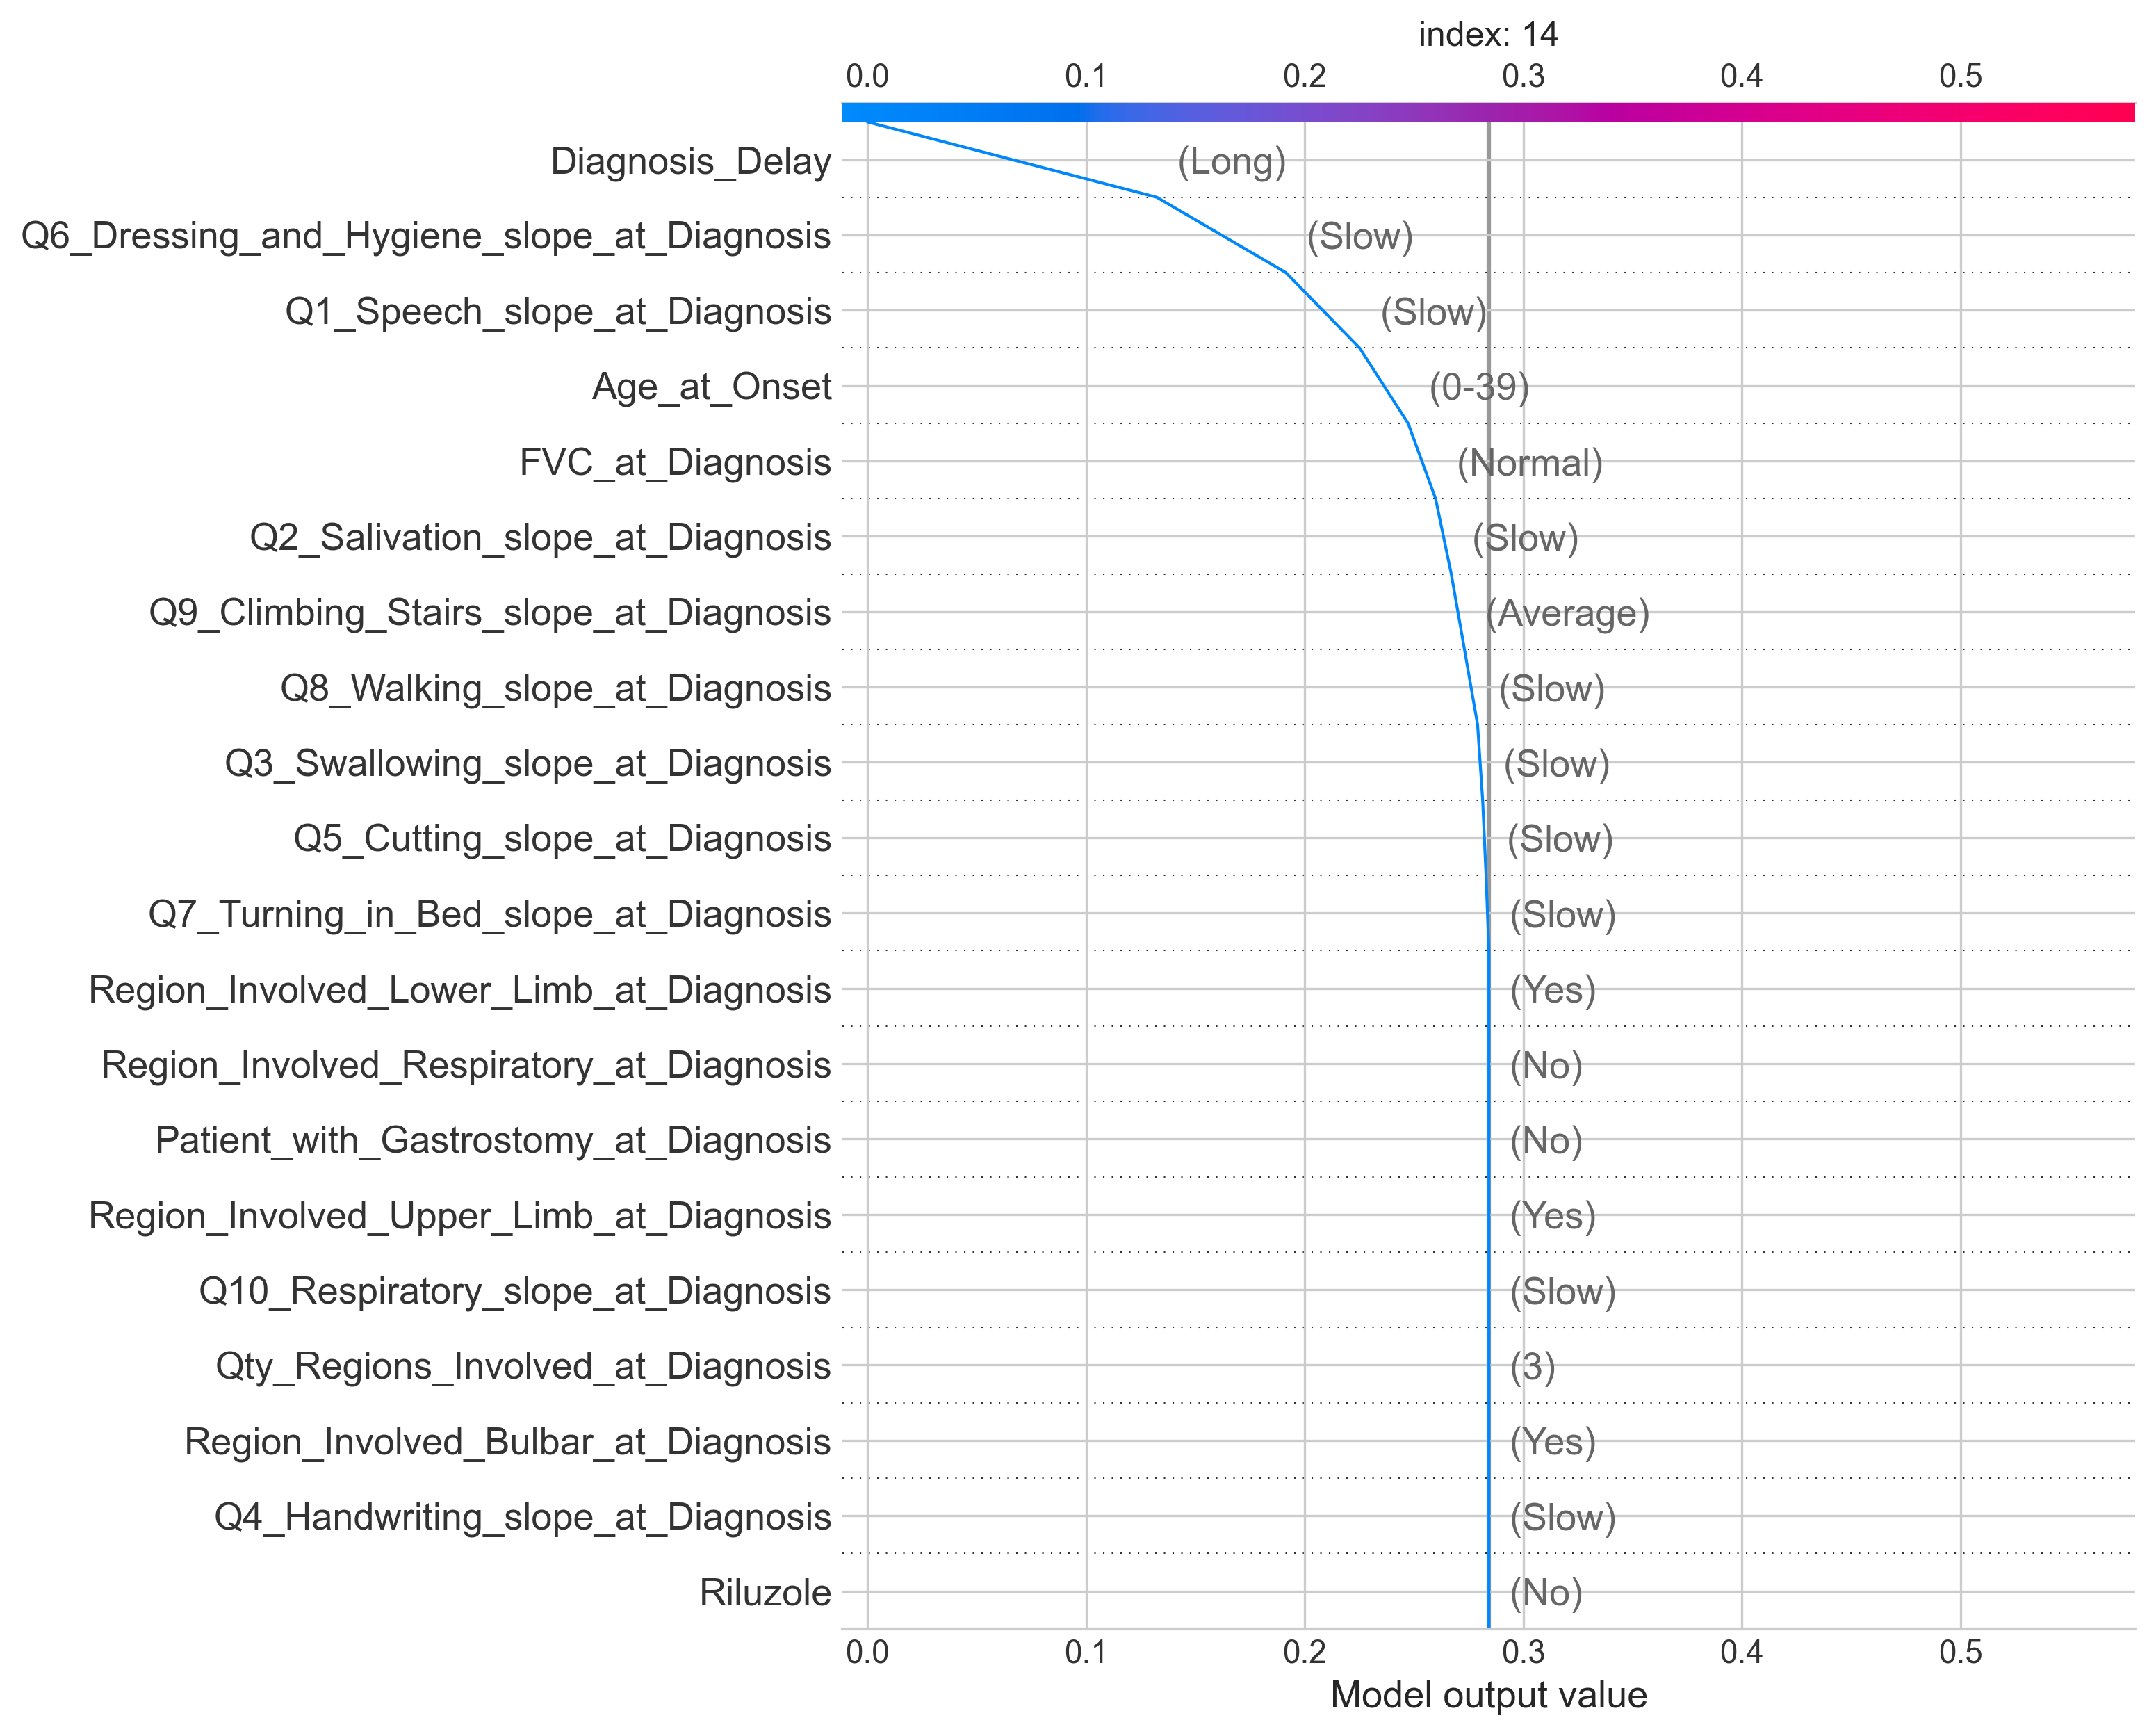 index: 14
0.0 0.1 0.2 0.3 0.4 0.5
Diagnosis_Delay (Long)
Q6_Dressing_and_Hygiene_slope_at_Diagnosis (Slow)
Q1_Speech_slope_at_Diagnosis (Slow)
Age_at_Onset (0-39)
FVC_at_Diagnosis (Normal)
Q2_Salivation_slope_at_Diagnosis (Slow)
Q9_Climbing_Stairs_slope_at_Diagnosis (Average)
Q8_Walking_slope_at_Diagnosis (Slow)
Q3_Swallowing_slope_at_Diagnosis (Slow)
Q5_Cutting_slope_at_Diagnosis (Slow)
Q7_Turning_in_Bed_slope_at_Diagnosis (Slow)
Region_Involved_Lower_Limb_at_Diagnosis (Yes)
Region_Involved_Respiratory_at_Diagnosis (No)
Patient_with_Gastrostomy_at_Diagnosis (No)
Region_Involved_Upper_Limb_at_Diagnosis (Yes)
Q10_Respiratory_slope_at_Diagnosis (Slow)
Qty_Regions_Involved_at_Diagnosis (3)
Region_Involved_Bulbar_at_Diagnosis (Yes)
Q4_Handwriting_slope_at_Diagnosis (Slow)
Riluzole (No)
0.0 0.1 0.2 0.3 0.4 0.5
Model output value